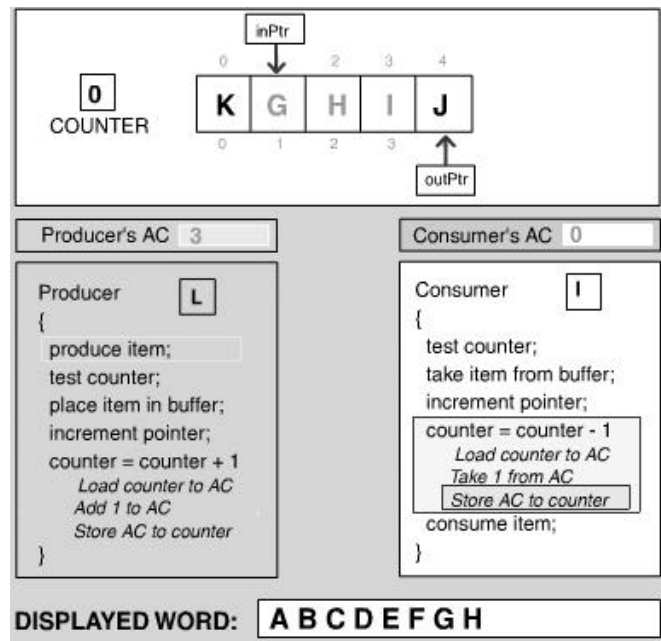 inPtr
0 2 3 4
0
K G H I J
COUNTER
0 1 2 3
outPtr
Producer's AC 3
Consumer's AC 0
Producer L
{
produce item;
test counter;
place item in buffer;
increment pointer;
counter = counter + 1
Load counter to AC
Add 1 to AC
Store AC to counter
}
Consumer I
{
test counter;
take item from buffer;
increment pointer;
counter = counter - 1
Load counter to AC
Take 1 from AC
Store AC to counter
consume item;
}
DISPLAYED WORD: A B C D E F G H